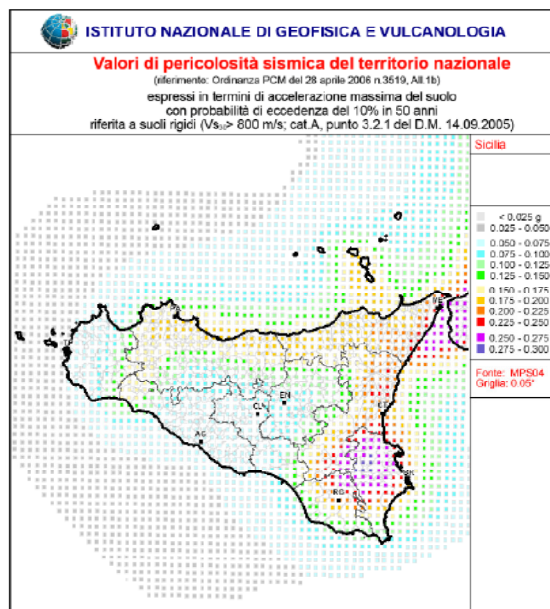 ISTITUTO NAZIONALE DI GEOFISICA E VULCANOLOGIA
Valori di pericolosità sismica del territorio nazionale
(riferimento: Ordinanza PCM del 28 aprile 2006 n.3519, All.1b)
espressi in termini di accelerazione massima del suolo
con probabilità di eccedenza del 10% in 50 anni
riferita a suoli rigidi (Vs₃₀> 800 m/s; cat.A, punto 3.2.1 del D.M. 14.09.2005)
Sicilia
< 0.025 g
0.025 - 0.050
0.050 - 0.075
0.075 - 0.100
0.100 - 0.125
0.125 - 0.150
0.150 - 0.175
0.175 - 0.200
0.200 - 0.225
0.225 - 0.250
0.250 - 0.275
0.275 - 0.300
Fonte: MPS04
Griglia: 0.05°
ME
EN
CL
CT
AG
RG